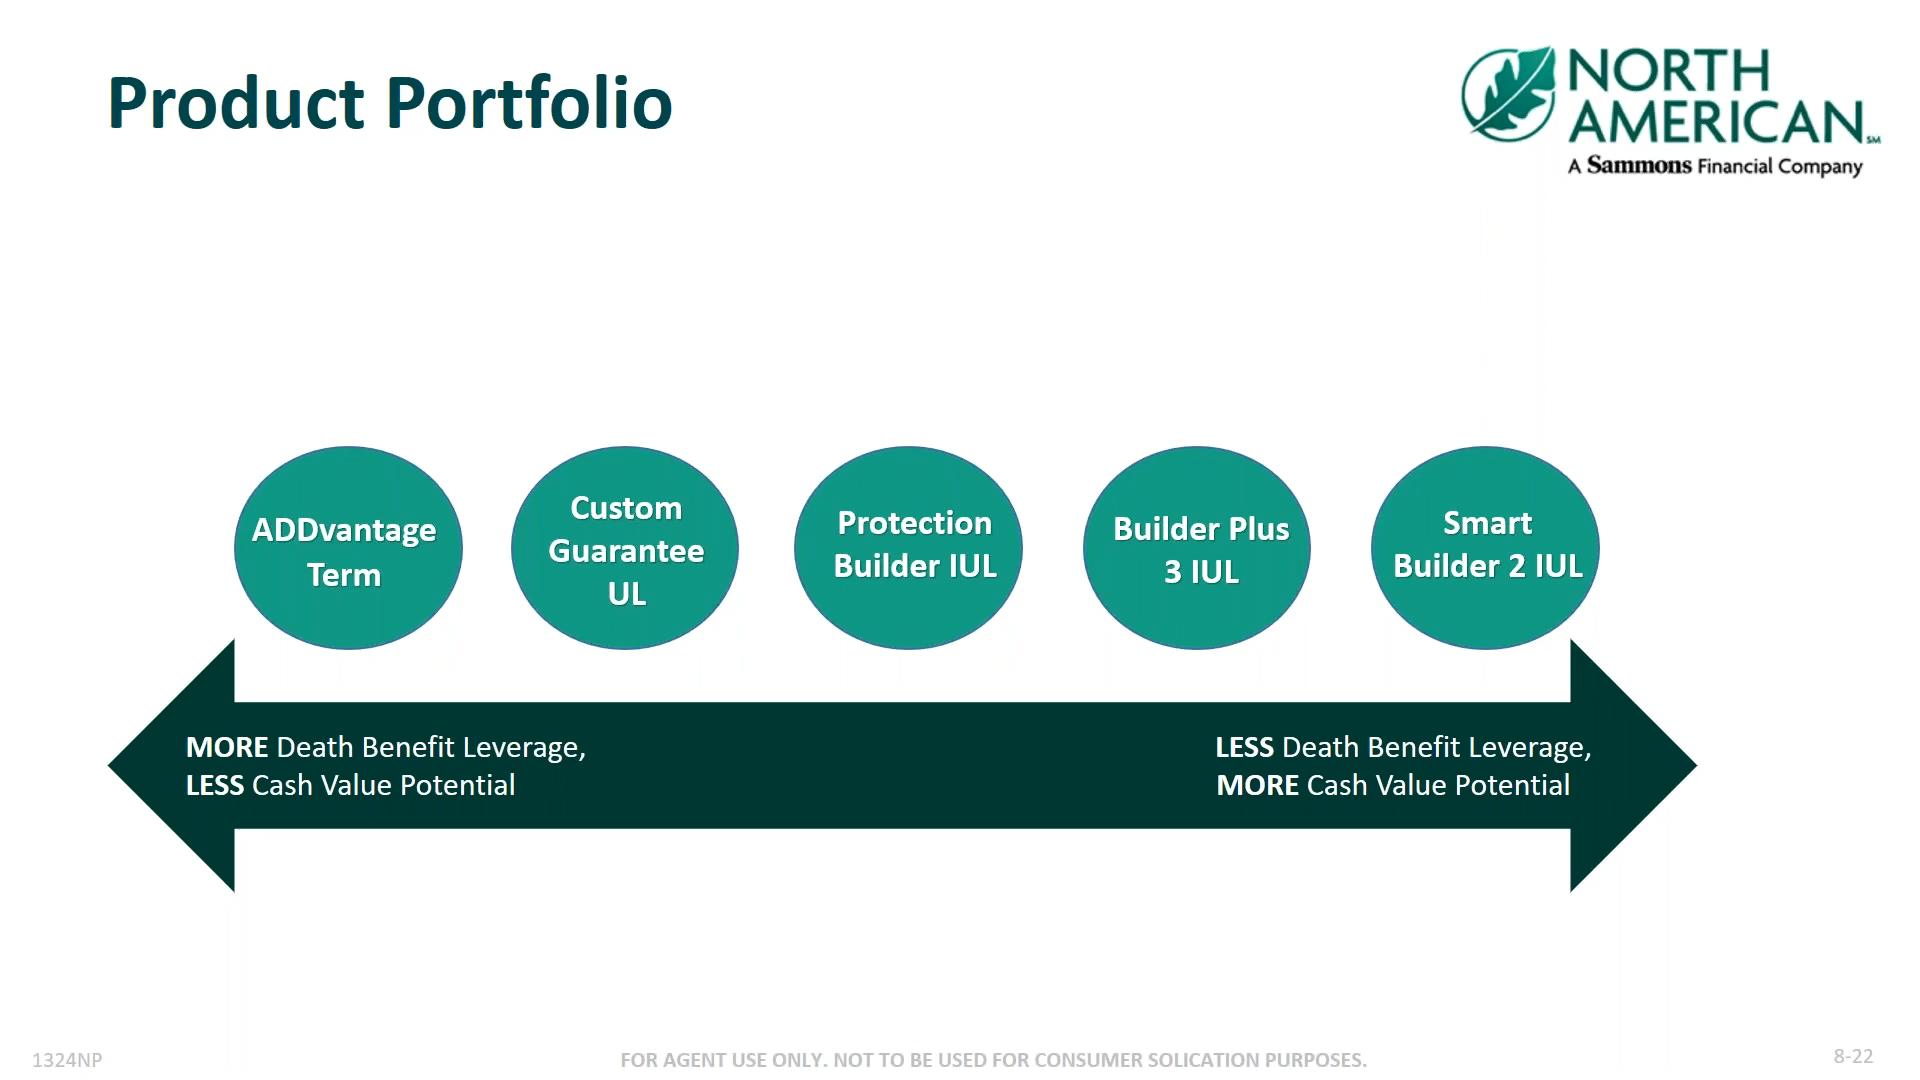 Product Portfolio
NORTH
AMERICAN SM
A Sammons Financial Company
ADDvantage
Term
Custom
Guarantee
UL
Protection
Builder IUL
Builder Plus
3 IUL
Smart
Builder 2 IUL
MORE Death Benefit Leverage,
LESS Cash Value Potential
LESS Death Benefit Leverage,
MORE Cash Value Potential
1324NP
FOR AGENT USE ONLY. NOT TO BE USED FOR CONSUMER SOLICATION PURPOSES.
8-22